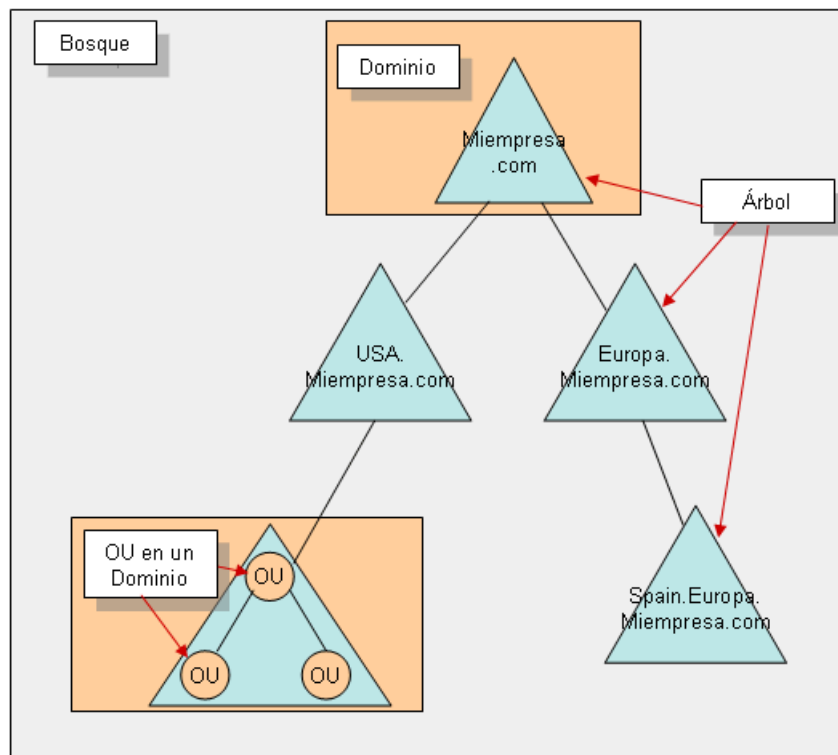 Bosque
Dominio
Miempresa
.com
Árbol
USA.
Miempresa.com
Europa.
Miempresa.com
OU en un
Dominio
OU
OU
OU
Spain.Europa.
Miempresa.com